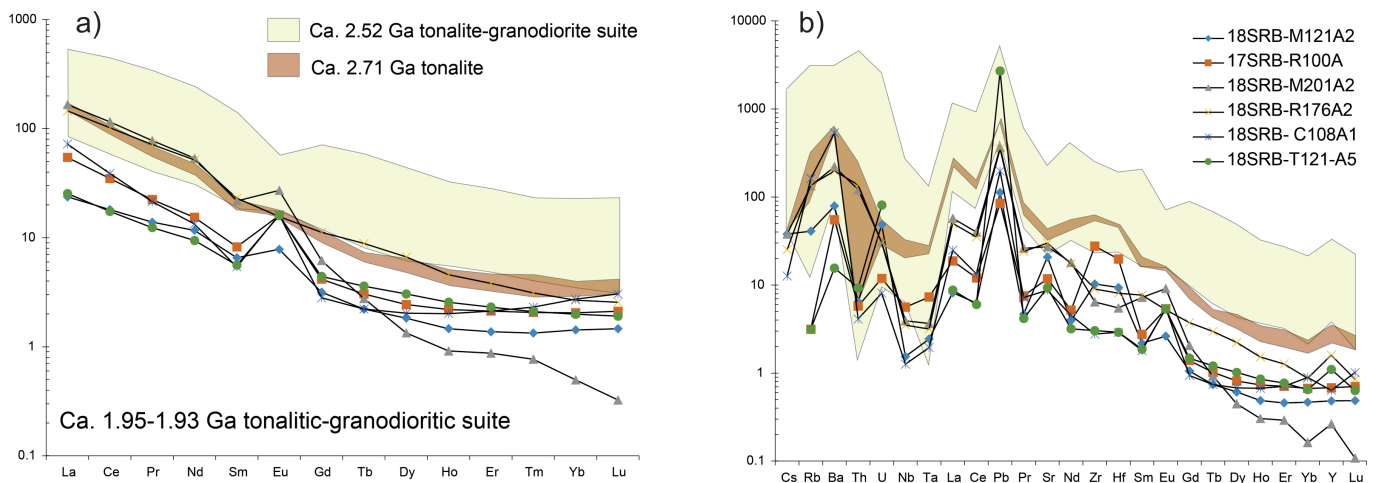 a)
1000
100
10
1
0.1
Ca. 2.52 Ga tonalite-granodiorite suite
Ca. 2.71 Ga tonalite
Ca. 1.95-1.93 Ga tonalitic-granodioritic suite
La Ce Pr Nd Sm Eu Gd Tb Dy Ho Er Tm Yb Lu
b)
10000
1000
100
10
1
0.1
18SRB-M121A2
17SRB-R100A
18SRB-M201A2
18SRB-R176A2
18SRB- C108A1
18SRB-T121-A5
Cs Rb Ba Th U Nb Ta La Ce Pb Pr Sr Nd Zr Hf Sm Eu Gd Tb Dy Ho Er Yb Y Lu